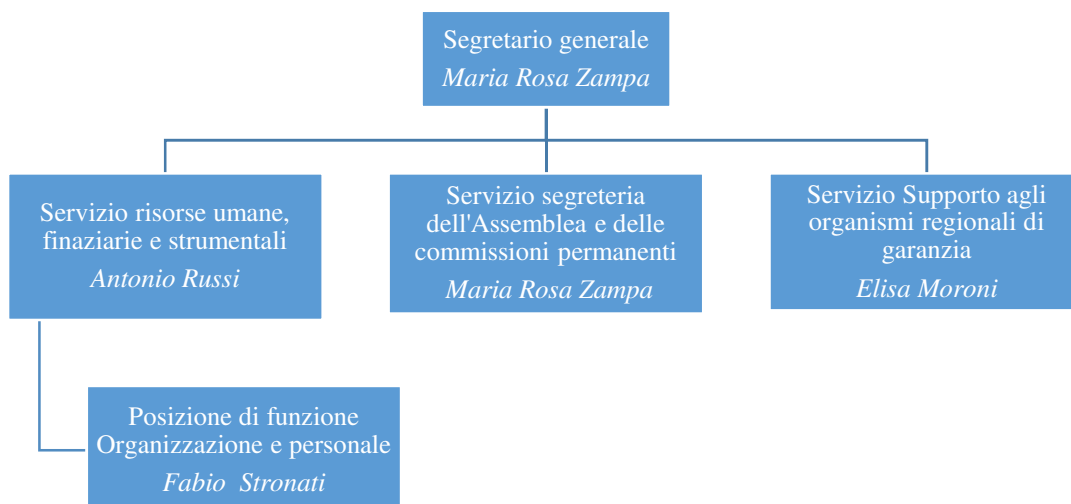 Segretario generale
Maria Rosa Zampa
Servizio risorse umane,
finaziarie e strumentali
Antonio Russi
Servizio segreteria
dell'Assemblea e delle
commissioni permanenti
Maria Rosa Zampa
Servizio Supporto agli
organismi regionali di
garanzia
Elisa Moroni
Posizione di funzione
Organizzazione e personale
Fabio Stronati